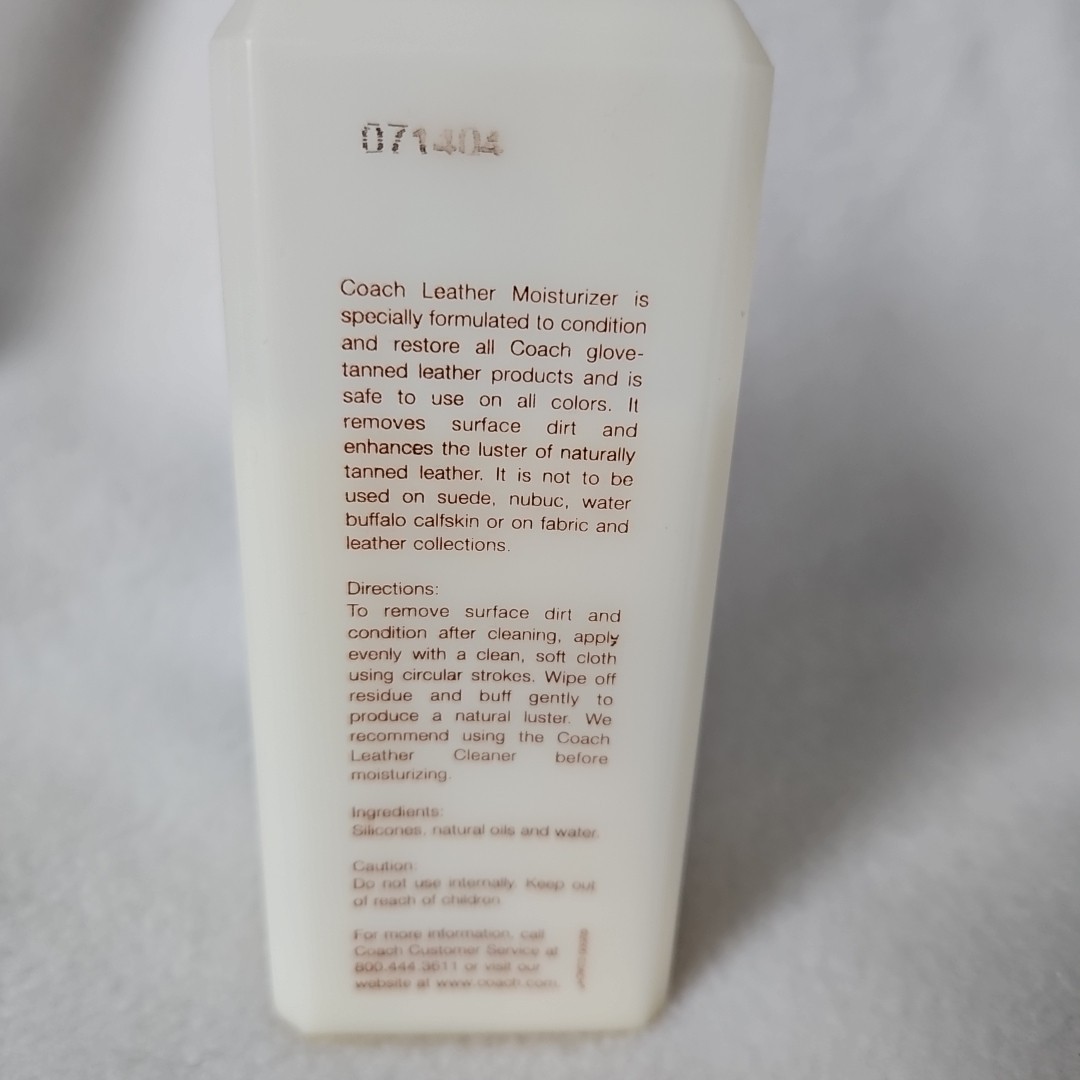 071404
Coach Leather Moisturizer is
specially formulated to condition
and restore all Coach glove-
tanned leather products and is
safe to use on all colors. It
removes surface dirt and
enhances the luster of naturally
tanned leather. It is not to be
used on suede, nubuc, water
buffalo calfskin or on fabric and
leather collections.
Directions:
To remove surface dirt and
condition after cleaning, apply
evenly with a clean, soft cloth
using circular strokes. Wipe off
residue and buff gently to
produce a natural luster. We
recommend using the Coach
Leather Cleaner before
moisturizing.
Ingredients:
Silicones, natural oils and water.
Caution:
Do not use internally. Keep out
of reach of children.
For more information, call
Coach Customer Service at
800.444.3611 or visit our
website at www.coach.com.